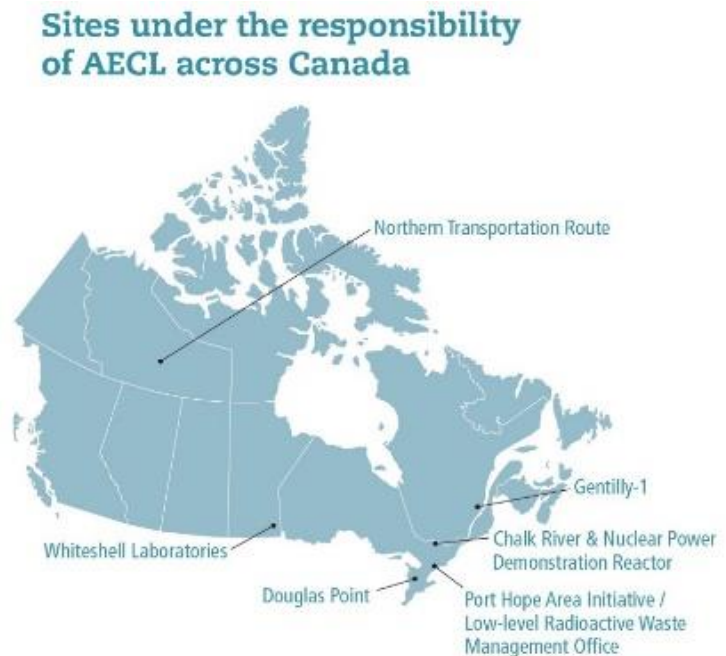 Sites under the responsibility
of AECL across Canada
Northern Transportation Route
Gentilly-1
Chalk River & Nuclear Power
Demonstration Reactor
Whiteshell Laboratories
Douglas Point
Port Hope Area Initiative /
Low-level Radioactive Waste
Management Office